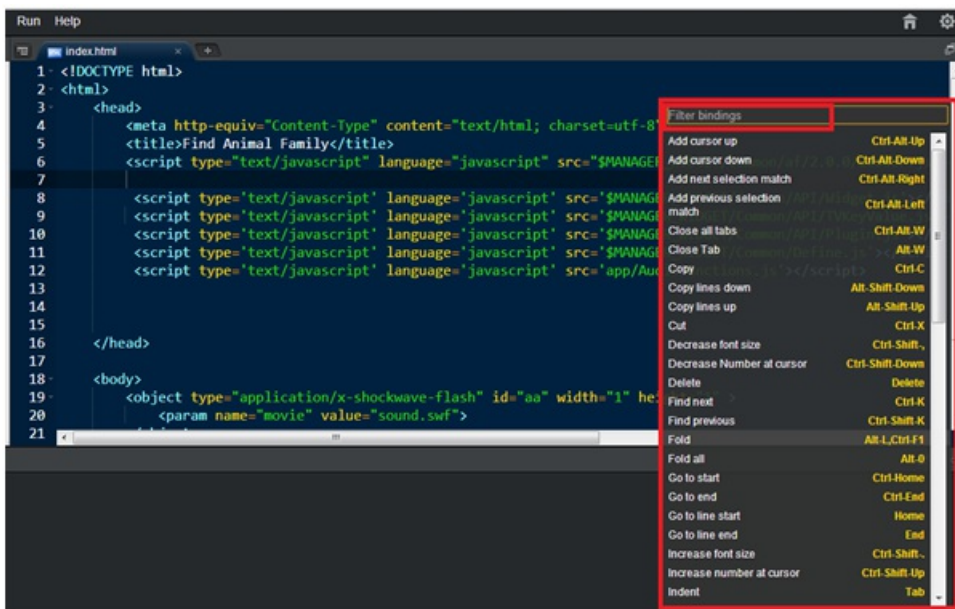 Run Help
index.html × +
1 <!DOCTYPE html>
2 <html>
3 <head>
4 <meta http-equiv="Content-Type" content="text/html; charset=utf-8"
5 <title>Find Animal Family</title>
6 <script type="text/javascript" language="javascript" src="$MANAGE
7
8 <script type='text/javascript' language='javascript' src='$MANAG
9 <script type='text/javascript' language='javascript' src='$MANAG
10 <script type='text/javascript' language='javascript' src='$MANAG
11 <script type='text/javascript' language='javascript' src='$MANAG
12 <script type='text/javascript' language='javascript' src='app/Au
13
14
15
16 </head>
17
18 <body>
19 <object type="application/x-shockwave-flash" id="aa" width="1" hei
20 <param name="movie" value="sound.swf">
21
Filter bindings
Add cursor up Ctrl-Alt-Up
Add cursor down Ctrl-Alt-Down
Add next selection match Ctrl-Alt-Right
Add previous selection
match Ctrl-Alt-Left
Close all tabs Ctrl-Alt-W
Close Tab Alt-W
Copy Ctrl-C
Copy lines down Alt-Shift-Down
Copy lines up Alt-Shift-Up
Cut Ctrl-X
Decrease font size Ctrl-Shift-,
Decrease Number at cursor Ctrl-Shift-Down
Delete Delete
Find next Ctrl-K
Find previous Ctrl-Shift-K
Fold Alt-L,Ctrl-F1
Fold all Alt-0
Go to start Ctrl-Home
Go to end Ctrl-End
Go to line start Home
Go to line end End
Increase font size Ctrl-Shift-.
Increase number at cursor Ctrl-Shift-Up
Indent Tab